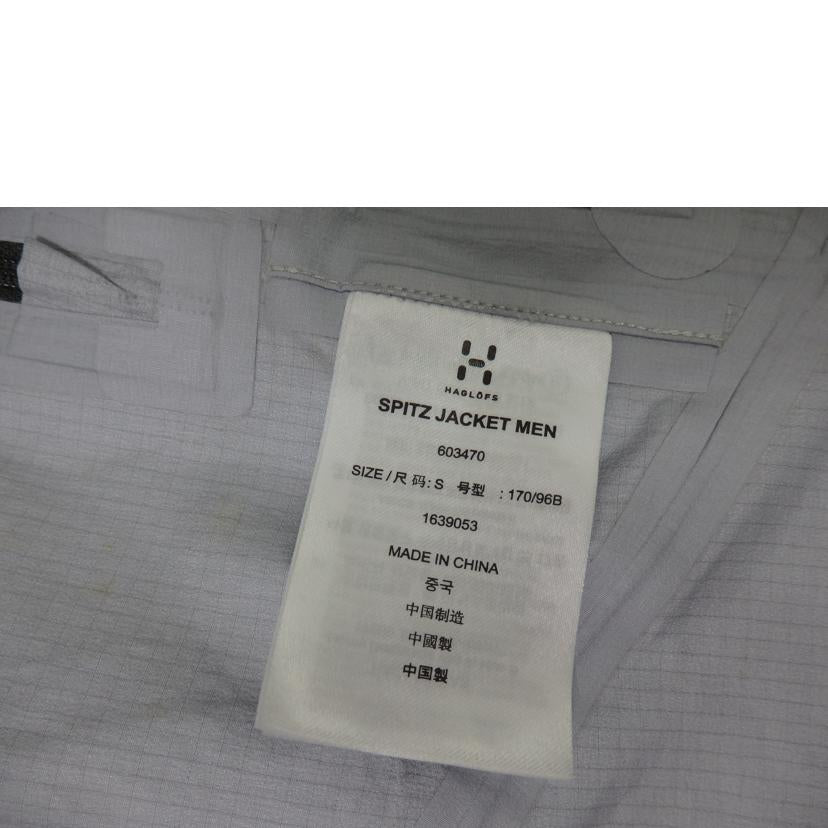 HAGLÖFS
SPITZ JACKET MEN
603470
SIZE / 尺 码: S 号型 : 170/96B
1639053
MADE IN CHINA
중국
中国制造
中國製
中国製